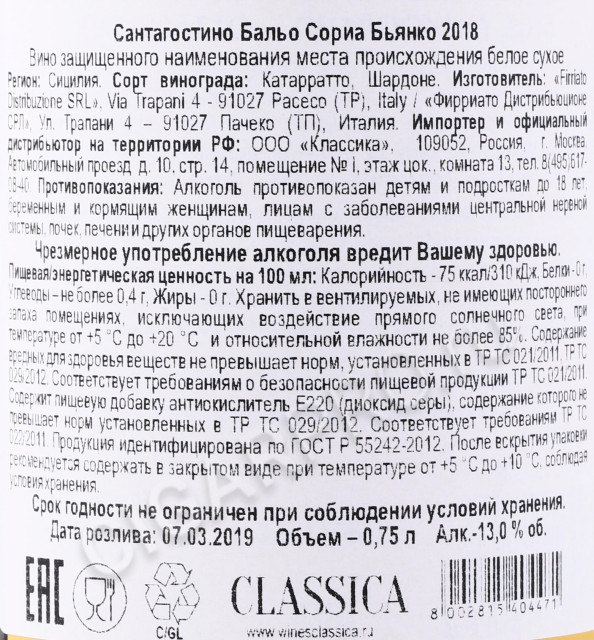 Сантагостино Бальо Сориа Бьянко 2018
Вино защищенного наименования места происхождения белое сухое
Регион: Сицилия. Сорт винограда: Катарратто, Шардоне. Изготовитель: «Firriato
Distribuzione SRL». Via Trapani 4 - 91027 Paceco (TP), Italy / «Фирриато Дистрибьюционе
СРЛ», Ул. Трапани 4 – 91027 Пачеко (ТП), Италия. Импортер и официальный
дистрибьютор на территории РФ: ООО «Классика», 109052, Россия, г. Москва,
Автомобильный проезд д. 10, стр. 14, помещение № i, этаж цок., комната 13, тел. 8(495)617-
08-40. Противопоказания: Алкоголь противопоказан детям и подросткам до 18 лет,
беременным и кормящим женщинам, лицам с заболеваниями центральной нервной
системы, почек, печени и других органов пищеварения.
Чрезмерное употребление алкоголя вредит Вашему здоровью.
Пищевая/энергетическая ценность на 100 мл: Калорийность - 75 ккал/310 кДж, Белки - 0 г,
Углеводы – не более 0,4 г, Жиры - 0 г. Хранить в вентилируемых, не имеющих постороннего
запаха помещениях, исключающих воздействие прямого солнечного света, при
температуре от +5 °С до +20 °С и относительной влажности не более 85%. Содержание
вредных для здоровья веществ не превышает норм, установленных в ТР ТС 021/2011, ТР ТС
029/2012. Соответствует требованиям о безопасности пищевой продукции ТР ТС 021/2011.
Содержит пищевую добавку антиокислитель Е220 (диоксид серы), содержание которого не
превышает норм установленных в ТР ТС 029/2012. Соответствует требованиям ТР ТС
022/2011. Продукция идентифицирована по ГОСТ Р 55242-2012. После вскрытия упаковки
рекомендуется содержать в закрытом виде при температуре от +5 °С до +10 °С, соблюдая
условия хранения.
Срок годности не ограничен при соблюдении условий хранения.
Дата розлива: 07.03.2019 Объем – 0,75 л Алк.-13,0 % об.
EAC CLASSICA
C/GL www.winesclassica.ru 8 002815 404471